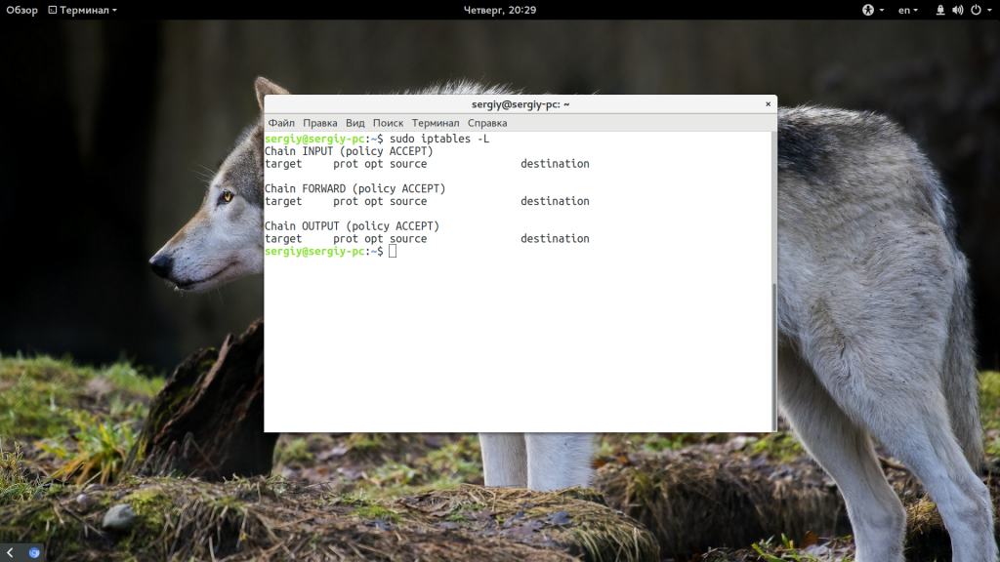 Обзор Терминал Четверг, 20:29 en
sergiy@sergiy-pc: ~ ×
Файл Правка Вид Поиск Терминал Справка
sergiy@sergiy-pc:~$ sudo iptables -L
Chain INPUT (policy ACCEPT)
target prot opt source destination
Chain FORWARD (policy ACCEPT)
target prot opt source destination
Chain OUTPUT (policy ACCEPT)
target prot opt source destination
sergiy@sergiy-pc:~$